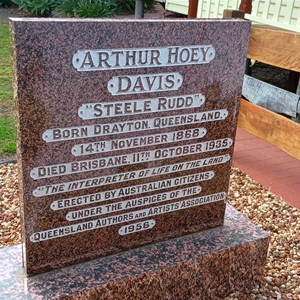 ARTHUR HOEY
DAVIS
"STEELE RUDD"
BORN DRAYTON, QUEENSLAND,
14TH NOVEMBER 1868
DIED BRISBANE, 11TH OCTOBER 1935
"THE INTERPRETER OF LIFE ON THE LAND"
ERECTED BY AUSTRALIAN CITIZENS
UNDER THE AUSPICES OF THE
QUEENSLAND AUTHORS AND ARTISTS ASSOCIATION
1956